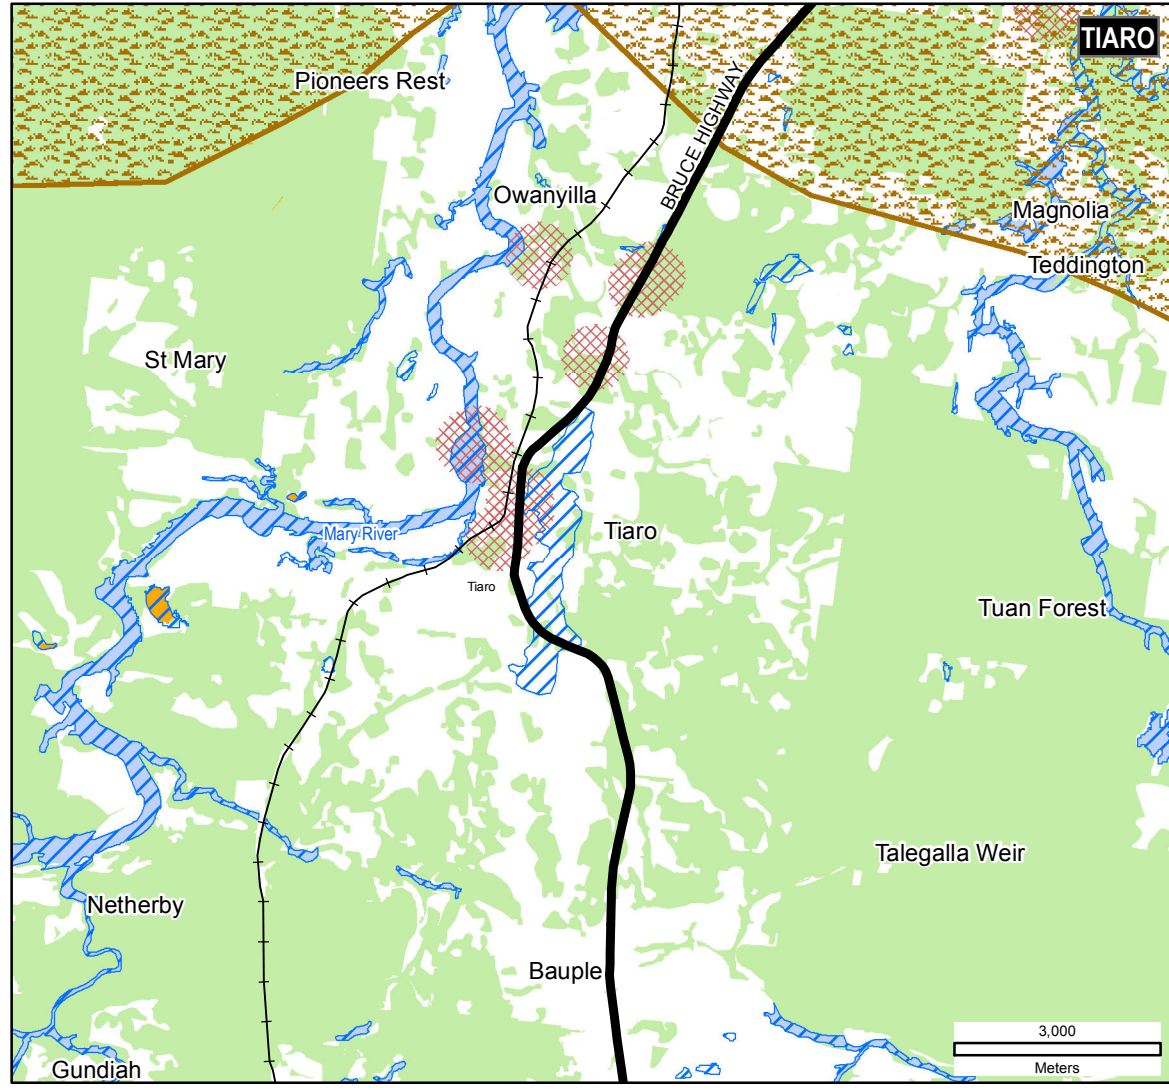 TIARO
Pioneers Rest
BRUCE HIGHWAY
Owanyilla
Magnolia
Teddington
St Mary
Mary River
Tiaro
Tiaro
Tuan Forest
Talegalla Weir
Netherby
Bauple
3,000
Meters
Gundiah